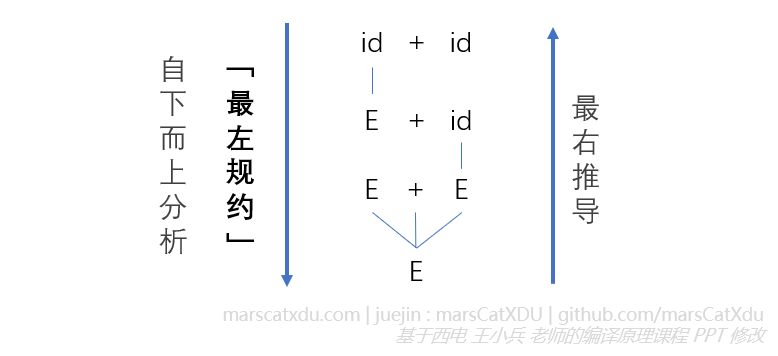 自下而上分析
「最左规约」
id + id
E + id
E + E
E
最右推导
marscatxdu.com | juejin : marsCatXDU | github.com/marsCatXdu
基于西电 王小兵 老师的编译原理课程 PPT 修改